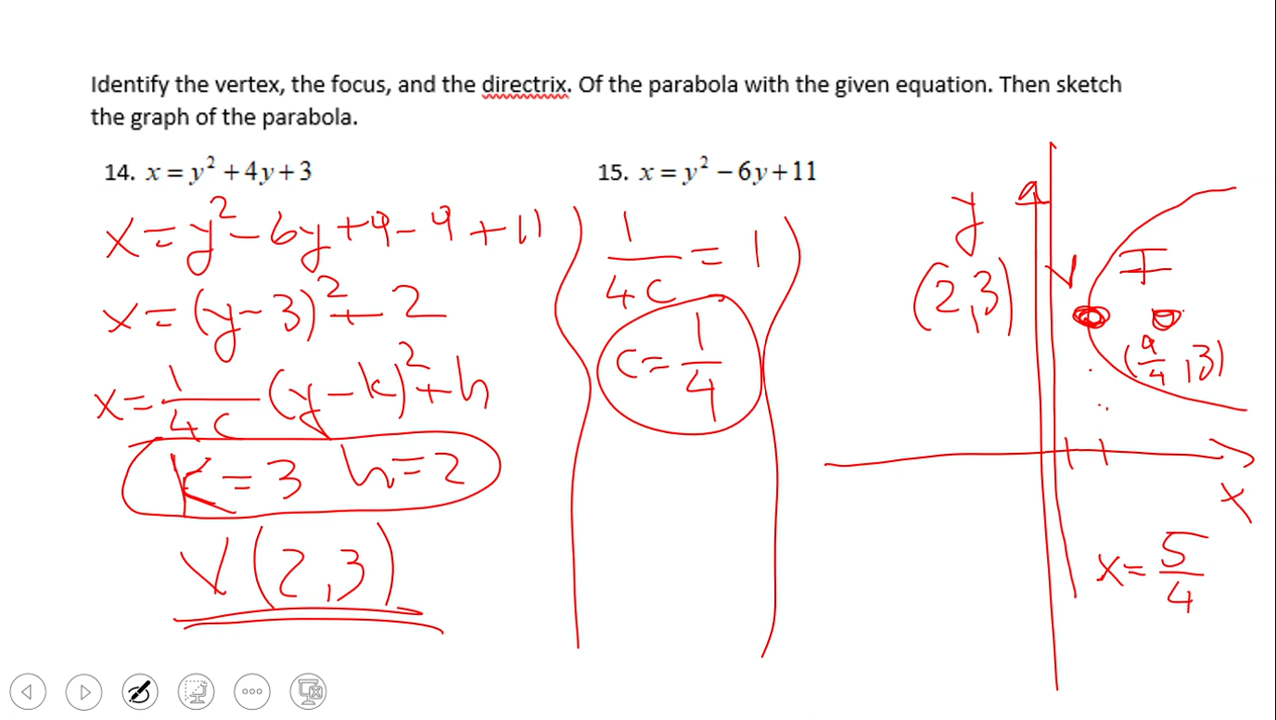 Identify the vertex, the focus, and the directrix. Of the parabola with the given equation. Then sketch
the graph of the parabola.
14. x = y² + 4y + 3
15. x = y² − 6y + 11
x = y² − 6y + 9 − 9 + 11
x = (y − 3)² + 2
x = 1/4c (y − k)² + h
K = 3 h = 2
V (2,3)
1/4c = 1
c = 1/4
y
(2,3)
V
F
(9/4, 3)
x
x = 5/4